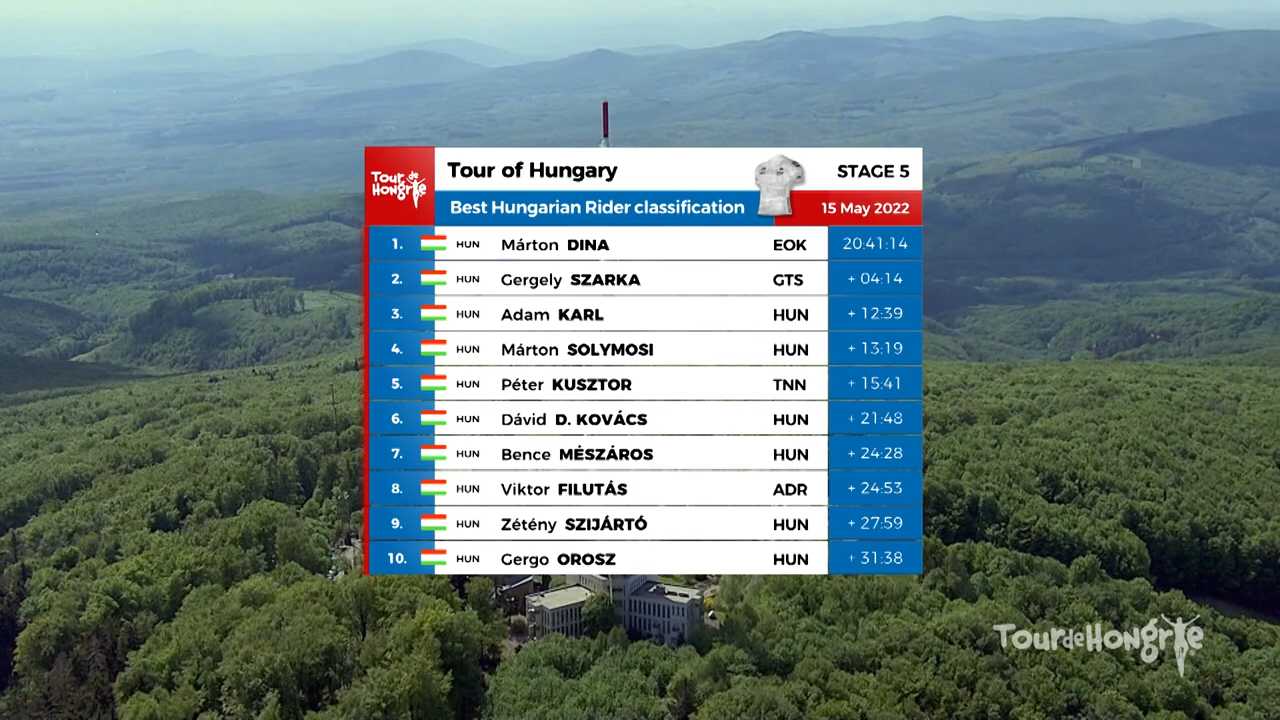 Tour de Hongrie
Tour of Hungary
STAGE 5
Best Hungarian Rider classification
15 May 2022
1. HUN Márton DINA EOK 20:41:14
2. HUN Gergely SZARKA GTS + 04:14
3. HUN Adam KARL HUN + 12:39
4. HUN Márton SOLYMOSI HUN + 13:19
5. HUN Péter KUSZTOR TNN + 15:41
6. HUN Dávid D. KOVÁCS HUN + 21:48
7. HUN Bence MÉSZÁROS HUN + 24:28
8. HUN Viktor FILUTÁS ADR + 24:53
9. HUN Zétény SZIJÁRTÓ HUN + 27:59
10. HUN Gergo OROSZ HUN + 31:38
Tour de Hongrie